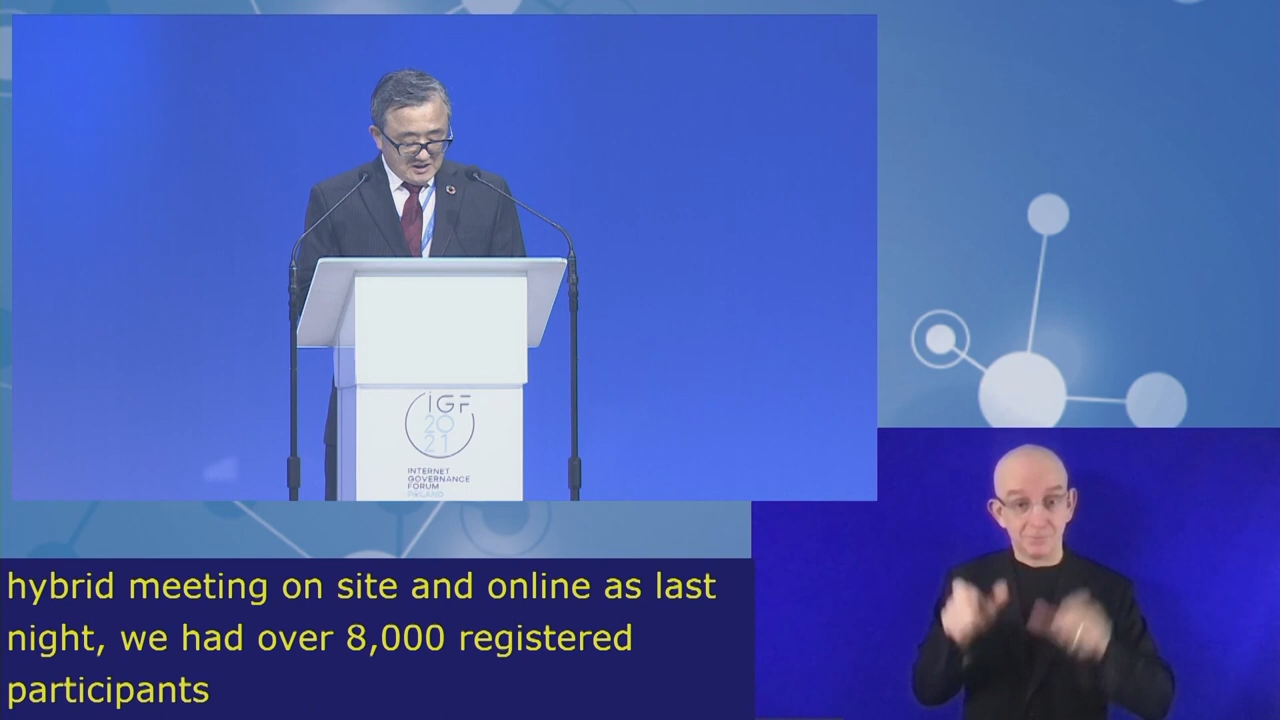 IGF
20
21
INTERNET
GOVERNANCE
FORUM
POLAND
hybrid meeting on site and online as last
night, we had over 8,000 registered
participants